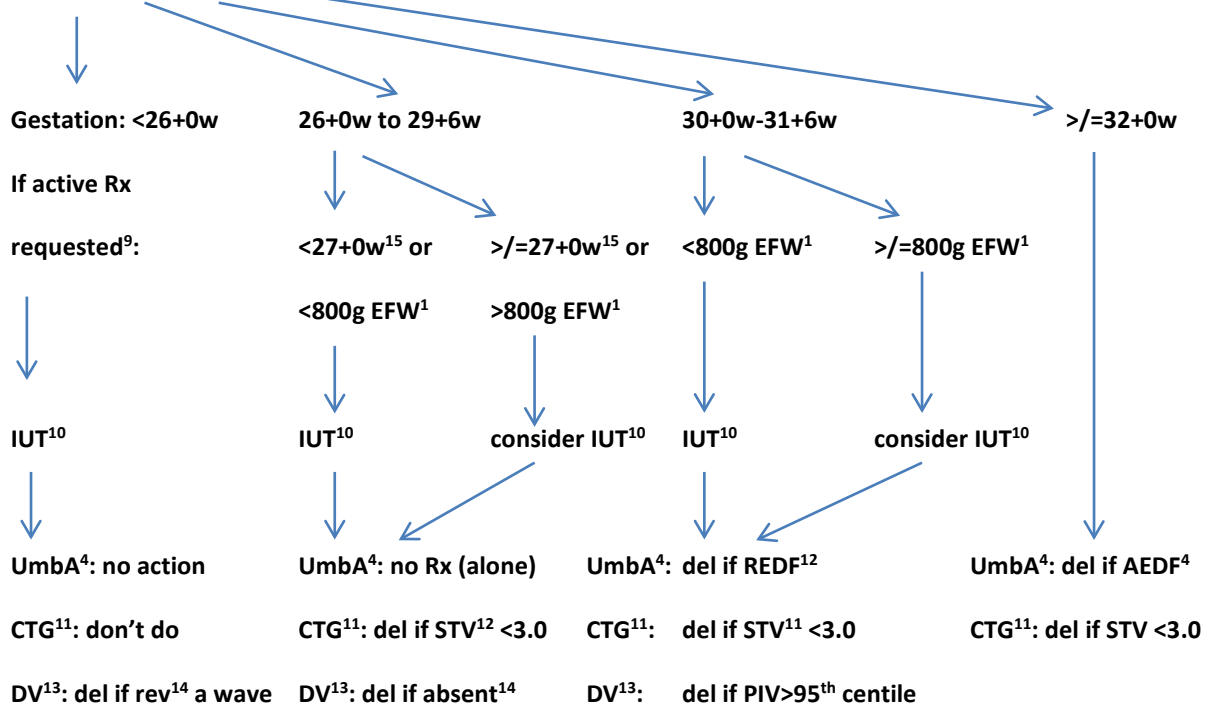 Gestation: <26+0w 26+0w to 29+6w 30+0w-31+6w >/=32+0w
If active Rx
requested9: <27+0w15 or >/=27+0w15 or <800g EFW1 >/=800g EFW1
<800g EFW1 >800g EFW1
IUT10 IUT10 consider IUT10 IUT10 consider IUT10
UmbA4: no action UmbA4: no Rx (alone) UmbA4: del if REDF12 UmbA4: del if AEDF4
CTG11: don't do CTG11: del if STV12 <3.0 CTG11: del if STV11 <3.0 CTG11: del if STV <3.0
DV13: del if rev14 a wave DV13: del if absent14 DV13: del if PIV>95th centile